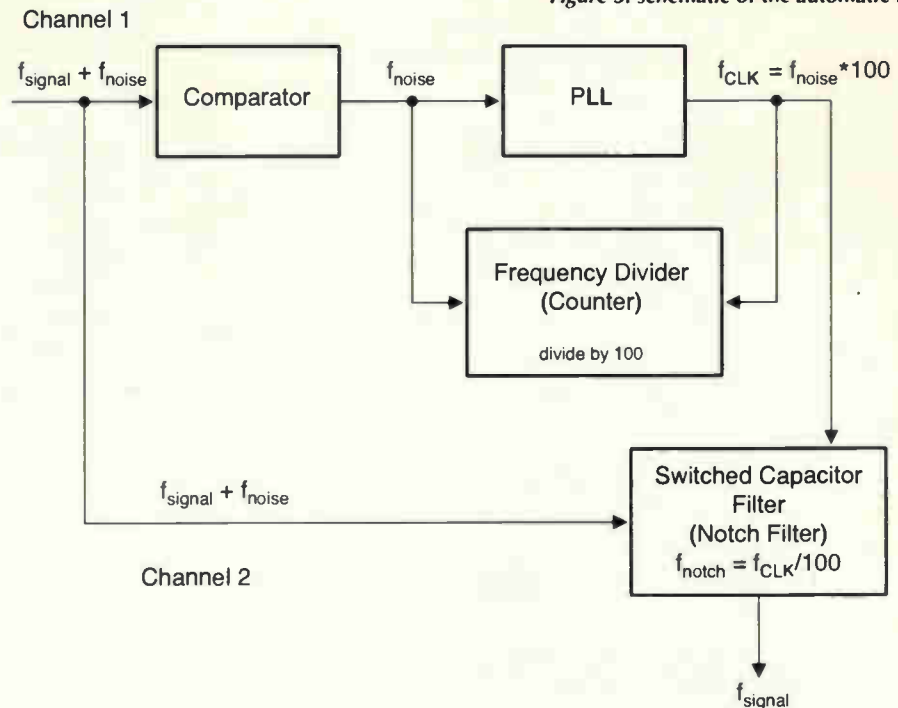 Figure 3. schematic of the automatic
Channel 1
f_signal + f_noise
Comparator
f_noise
PLL
f_CLK = f_noise*100
Frequency Divider
(Counter)
divide by 100
f_signal + f_noise
Channel 2
Switched Capacitor
Filter
(Notch Filter)
f_notch = f_CLK/100
f_signal